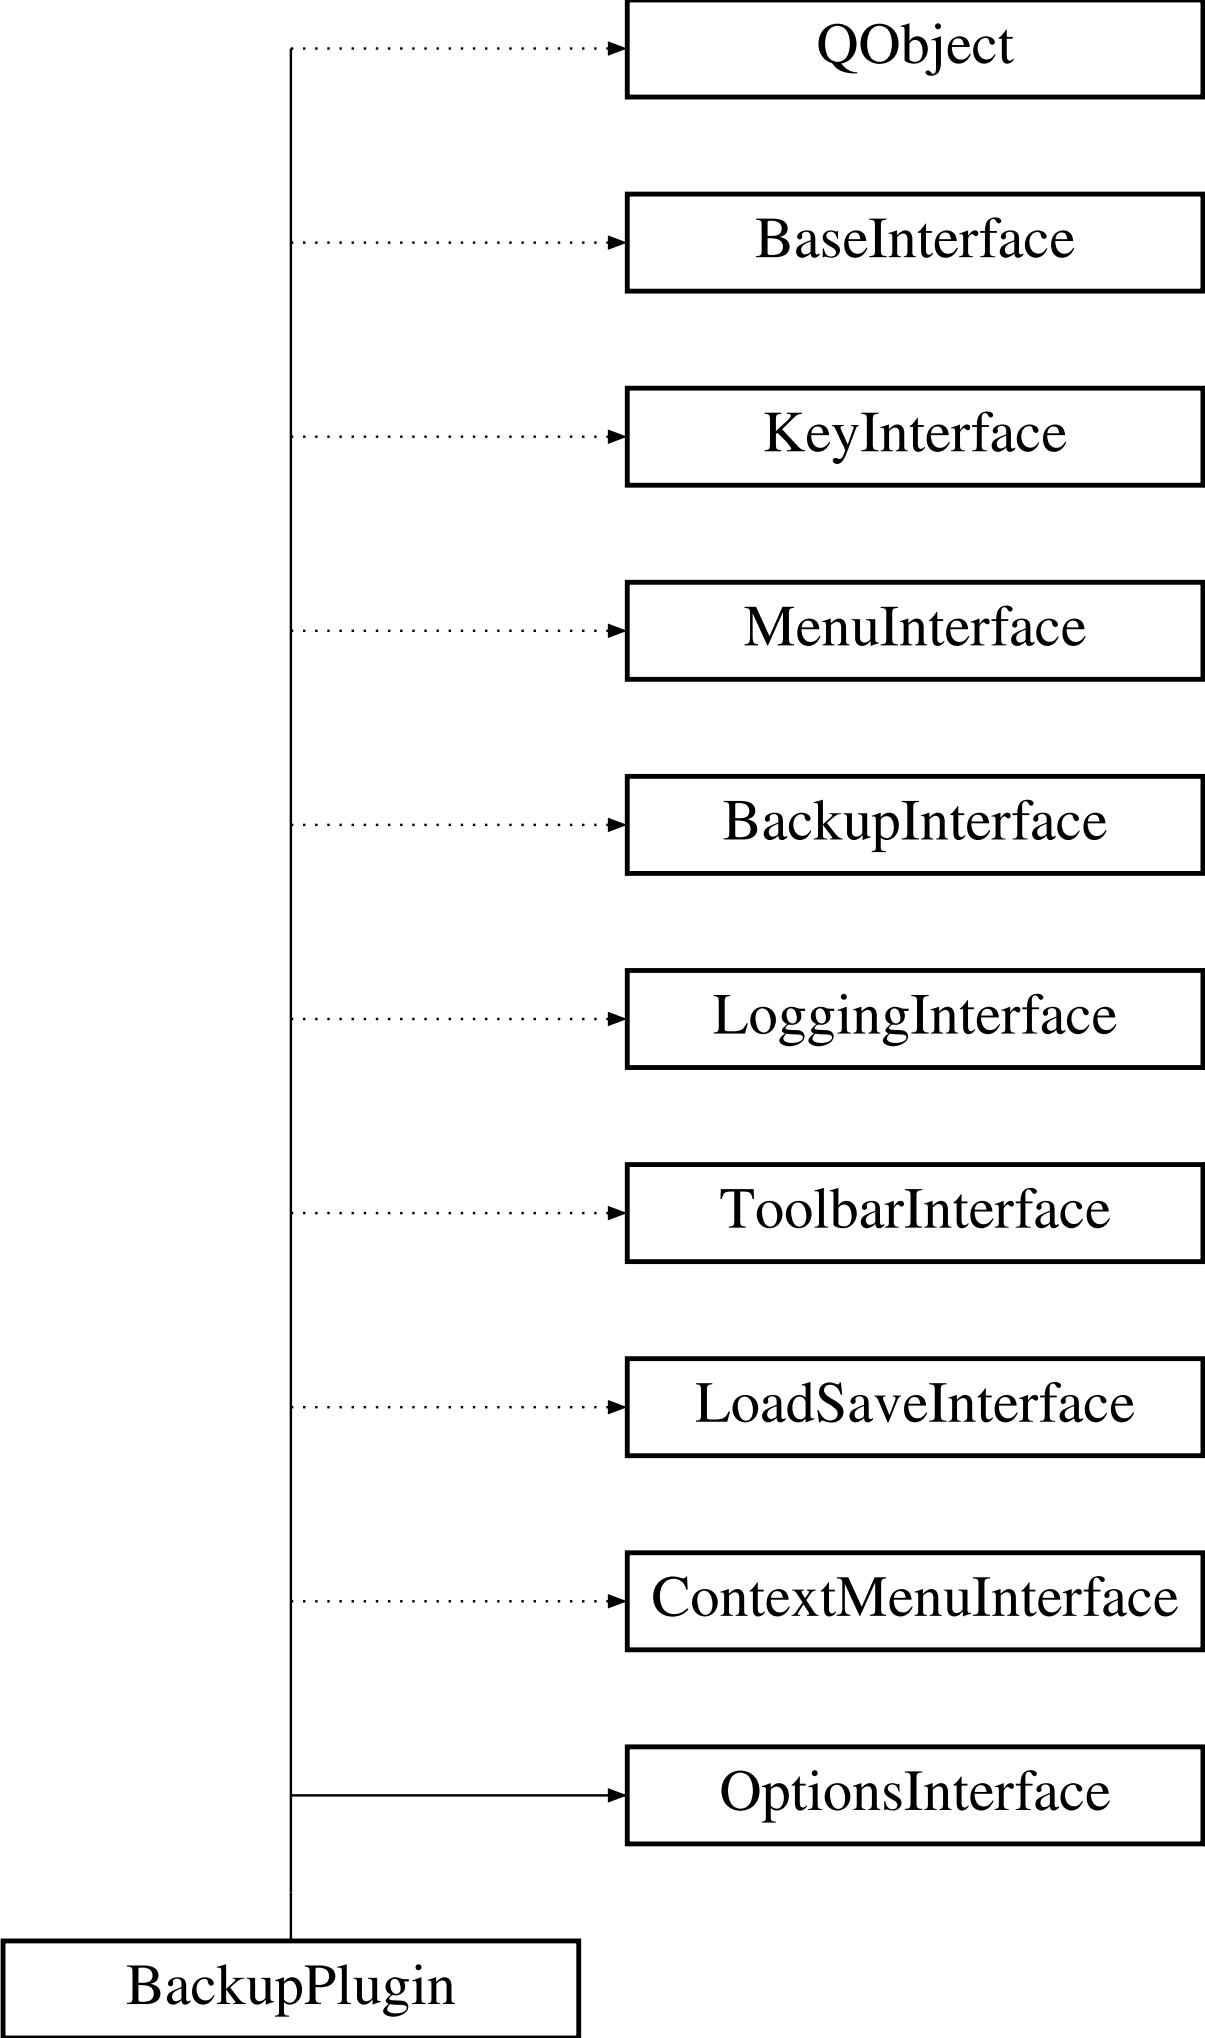 QObject
BaseInterface
KeyInterface
MenuInterface
BackupInterface
LoggingInterface
ToolbarInterface
LoadSaveInterface
ContextMenuInterface
OptionsInterface
BackupPlugin